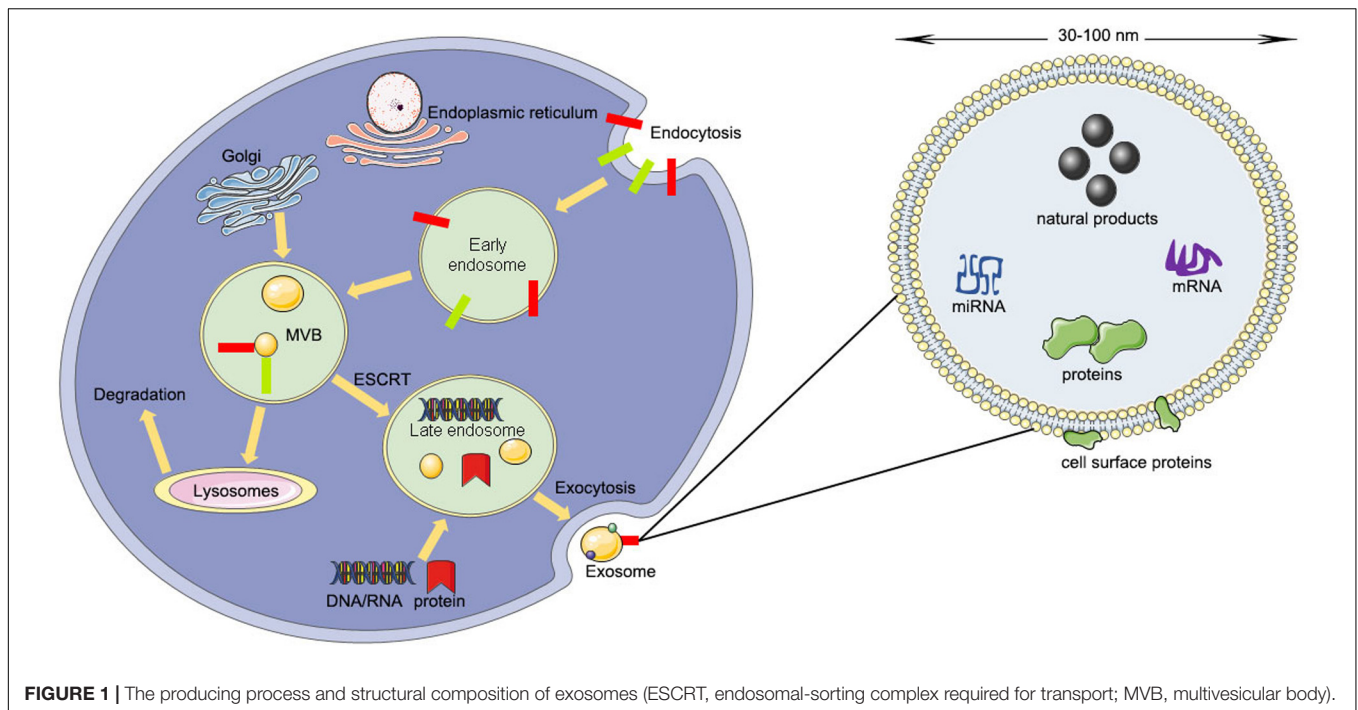 30-100 nm
Endoplasmic reticulum
Endocytosis
Golgi
Early
endosome
natural products
miRNA
mRNA
MVB
proteins
ESCRT
Degradation
Late endosome
cell surface proteins
Lysosomes
Exocytosis
Exosome
DNA/RNA protein
FIGURE 1 | The producing process and structural composition of exosomes (ESCRT, endosomal-sorting complex required for transport; MVB, multivesicular body).